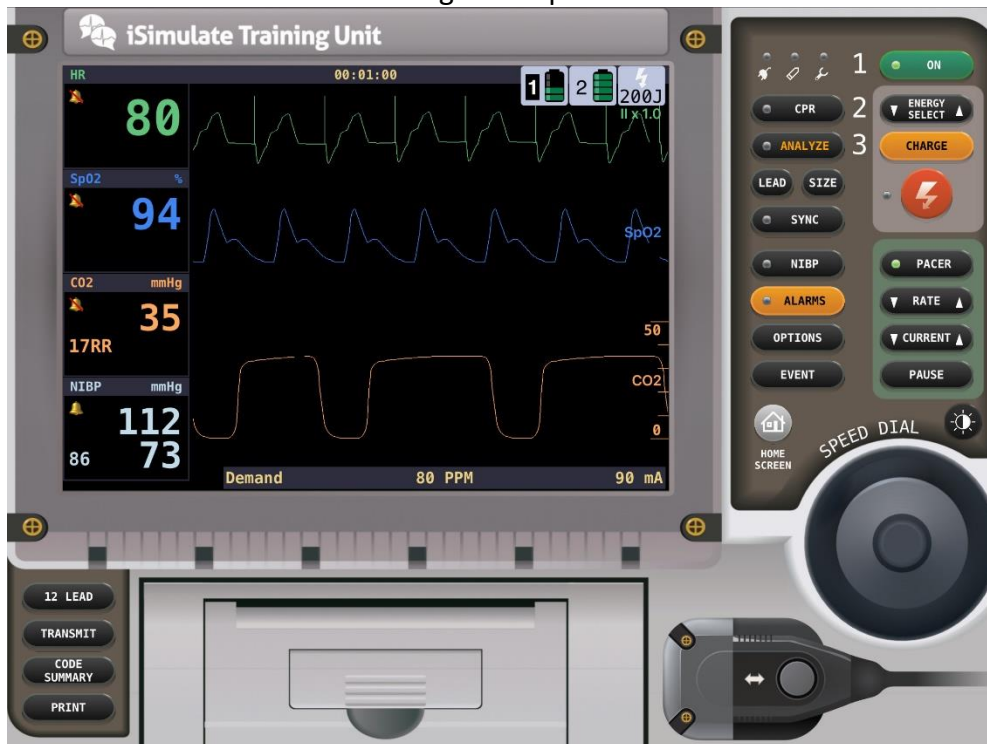 iSimulate Training Unit
HR
00:01:00
1
2
200J
80
II x 1.0
SpO2
%
94
SpO2
CO2
mmHg
35
17RR
50
CO2
0
NIBP
mmHg
112
86
73
Demand
80 PPM
90 mA
1
ON
CPR
2
ENERGY
SELECT
ANALYZE
3
CHARGE
LEAD
SIZE
SYNC
NIBP
PACER
ALARMS
RATE
OPTIONS
CURRENT
EVENT
PAUSE
HOME
SCREEN
SPEED DIAL
12 LEAD
TRANSMIT
CODE
SUMMARY
PRINT